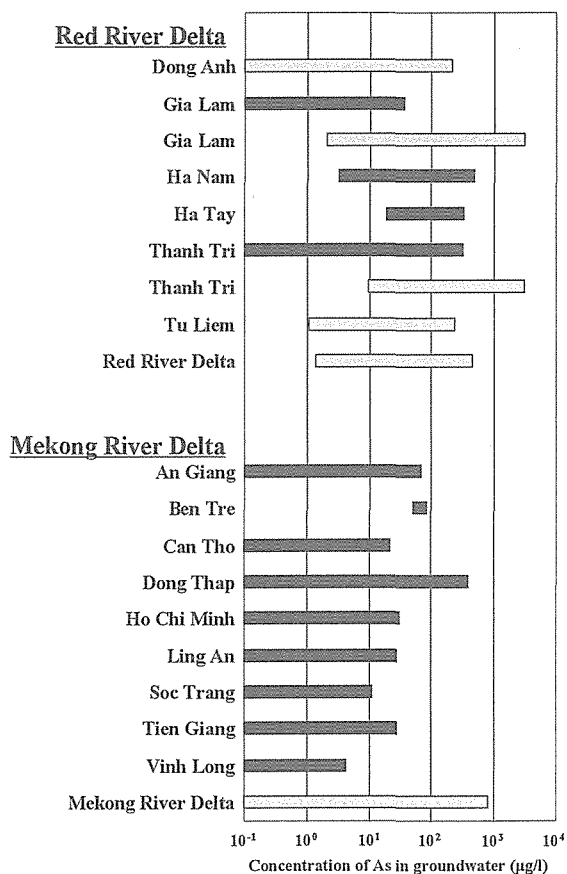 Red River Delta
Dong Anh
Gia Lam
Gia Lam
Ha Nam
Ha Tay
Thanh Tri
Thanh Tri
Tu Liem
Red River Delta
Mekong River Delta
An Giang
Ben Tre
Can Tho
Dong Thap
Ho Chi Minh
Ling An
Soc Trang
Tien Giang
Vinh Long
Mekong River Delta
10⁻¹ 10⁰ 10¹ 10² 10³ 10⁴
Concentration of As in groundwater (µg/l)